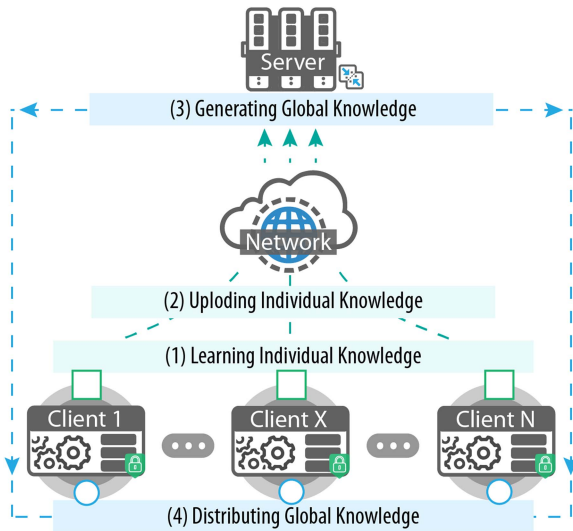 Server
(3) Generating Global Knowledge
Network
(2) Uploding Individual Knowledge
(1) Learning Individual Knowledge
Client 1
Client X
Client N
(4) Distributing Global Knowledge